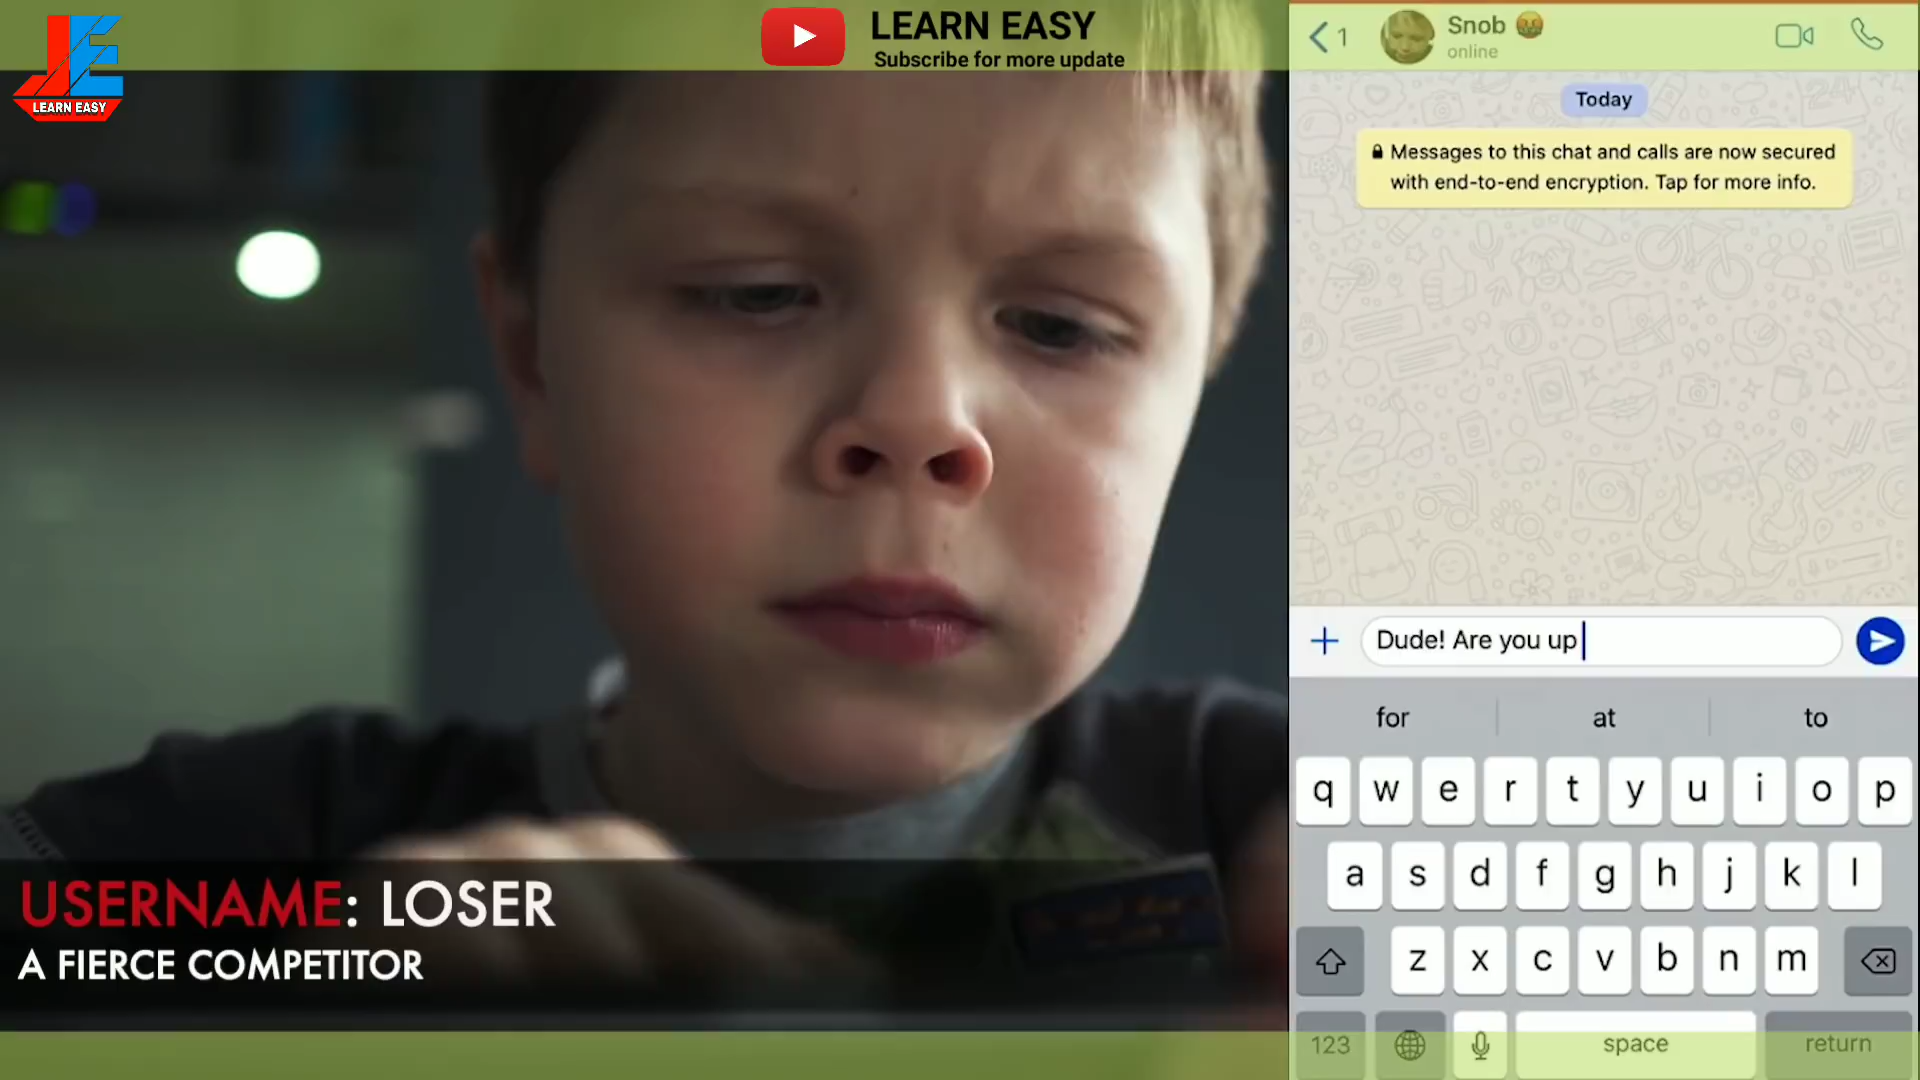 LEARN EASY
LEARN EASY
Subscribe for more update
1
Snob
online
Today
Messages to this chat and calls are now secured
with end-to-end encryption. Tap for more info.
Dude! Are you up
for at to
q w e r t y u i o p
a s d f g h j k l
z x c v b n m
123 space return
USERNAME: LOSER
A FIERCE COMPETITOR